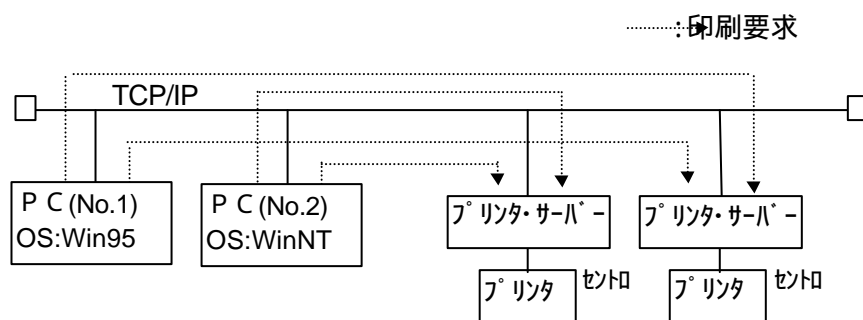 :印刷要求
TCP/IP
ＰＣ(No.1)
OS:Win95
ＰＣ(No.2)
OS:WinNT
ﾌﾟﾘﾝﾀ･ｻｰﾊﾞｰ
ﾌﾟﾘﾝﾀ･ｻｰﾊﾞｰ
ﾌﾟﾘﾝﾀ
ｾﾝﾄﾛ
ﾌﾟﾘﾝﾀ
ｾﾝﾄﾛ